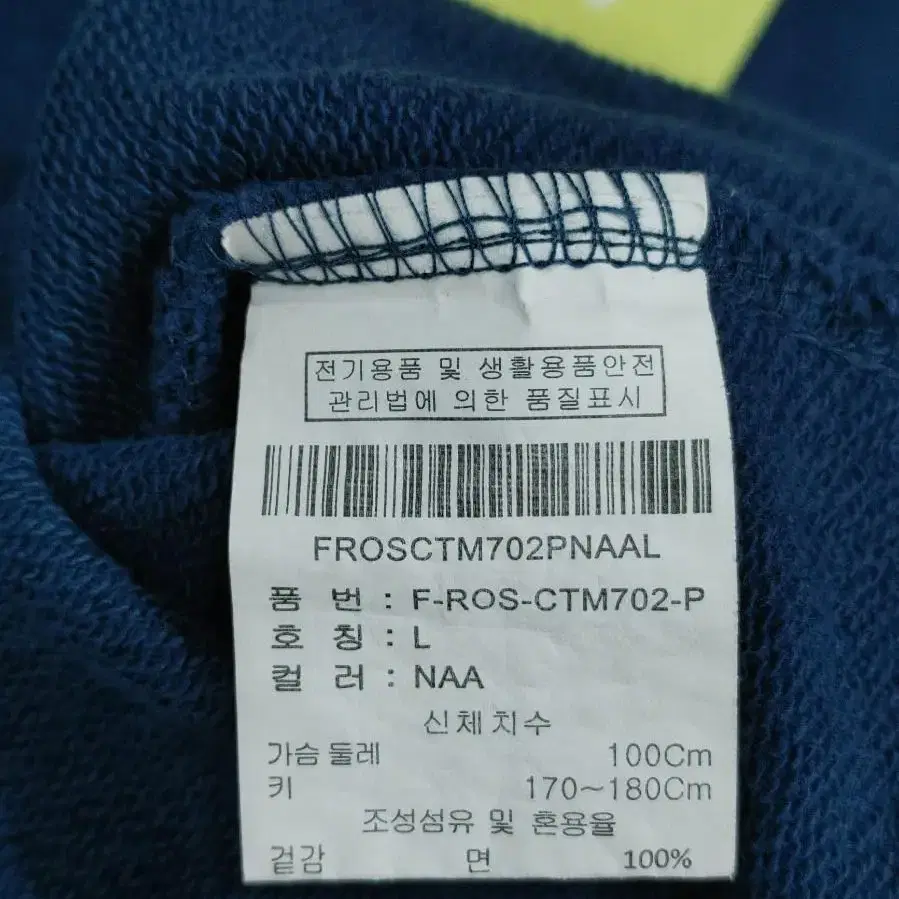 전기용품 및 생활용품안전
관리법에 의한 품질표시
FROSCTM702PNAAL
품 번 : F-ROS-CTM702-P
호 칭 : L
컬 러 : NAA
신체치수
가슴둘레 100Cm
키 170~180Cm
조성섬유 및 혼용율
겉감 면 100%